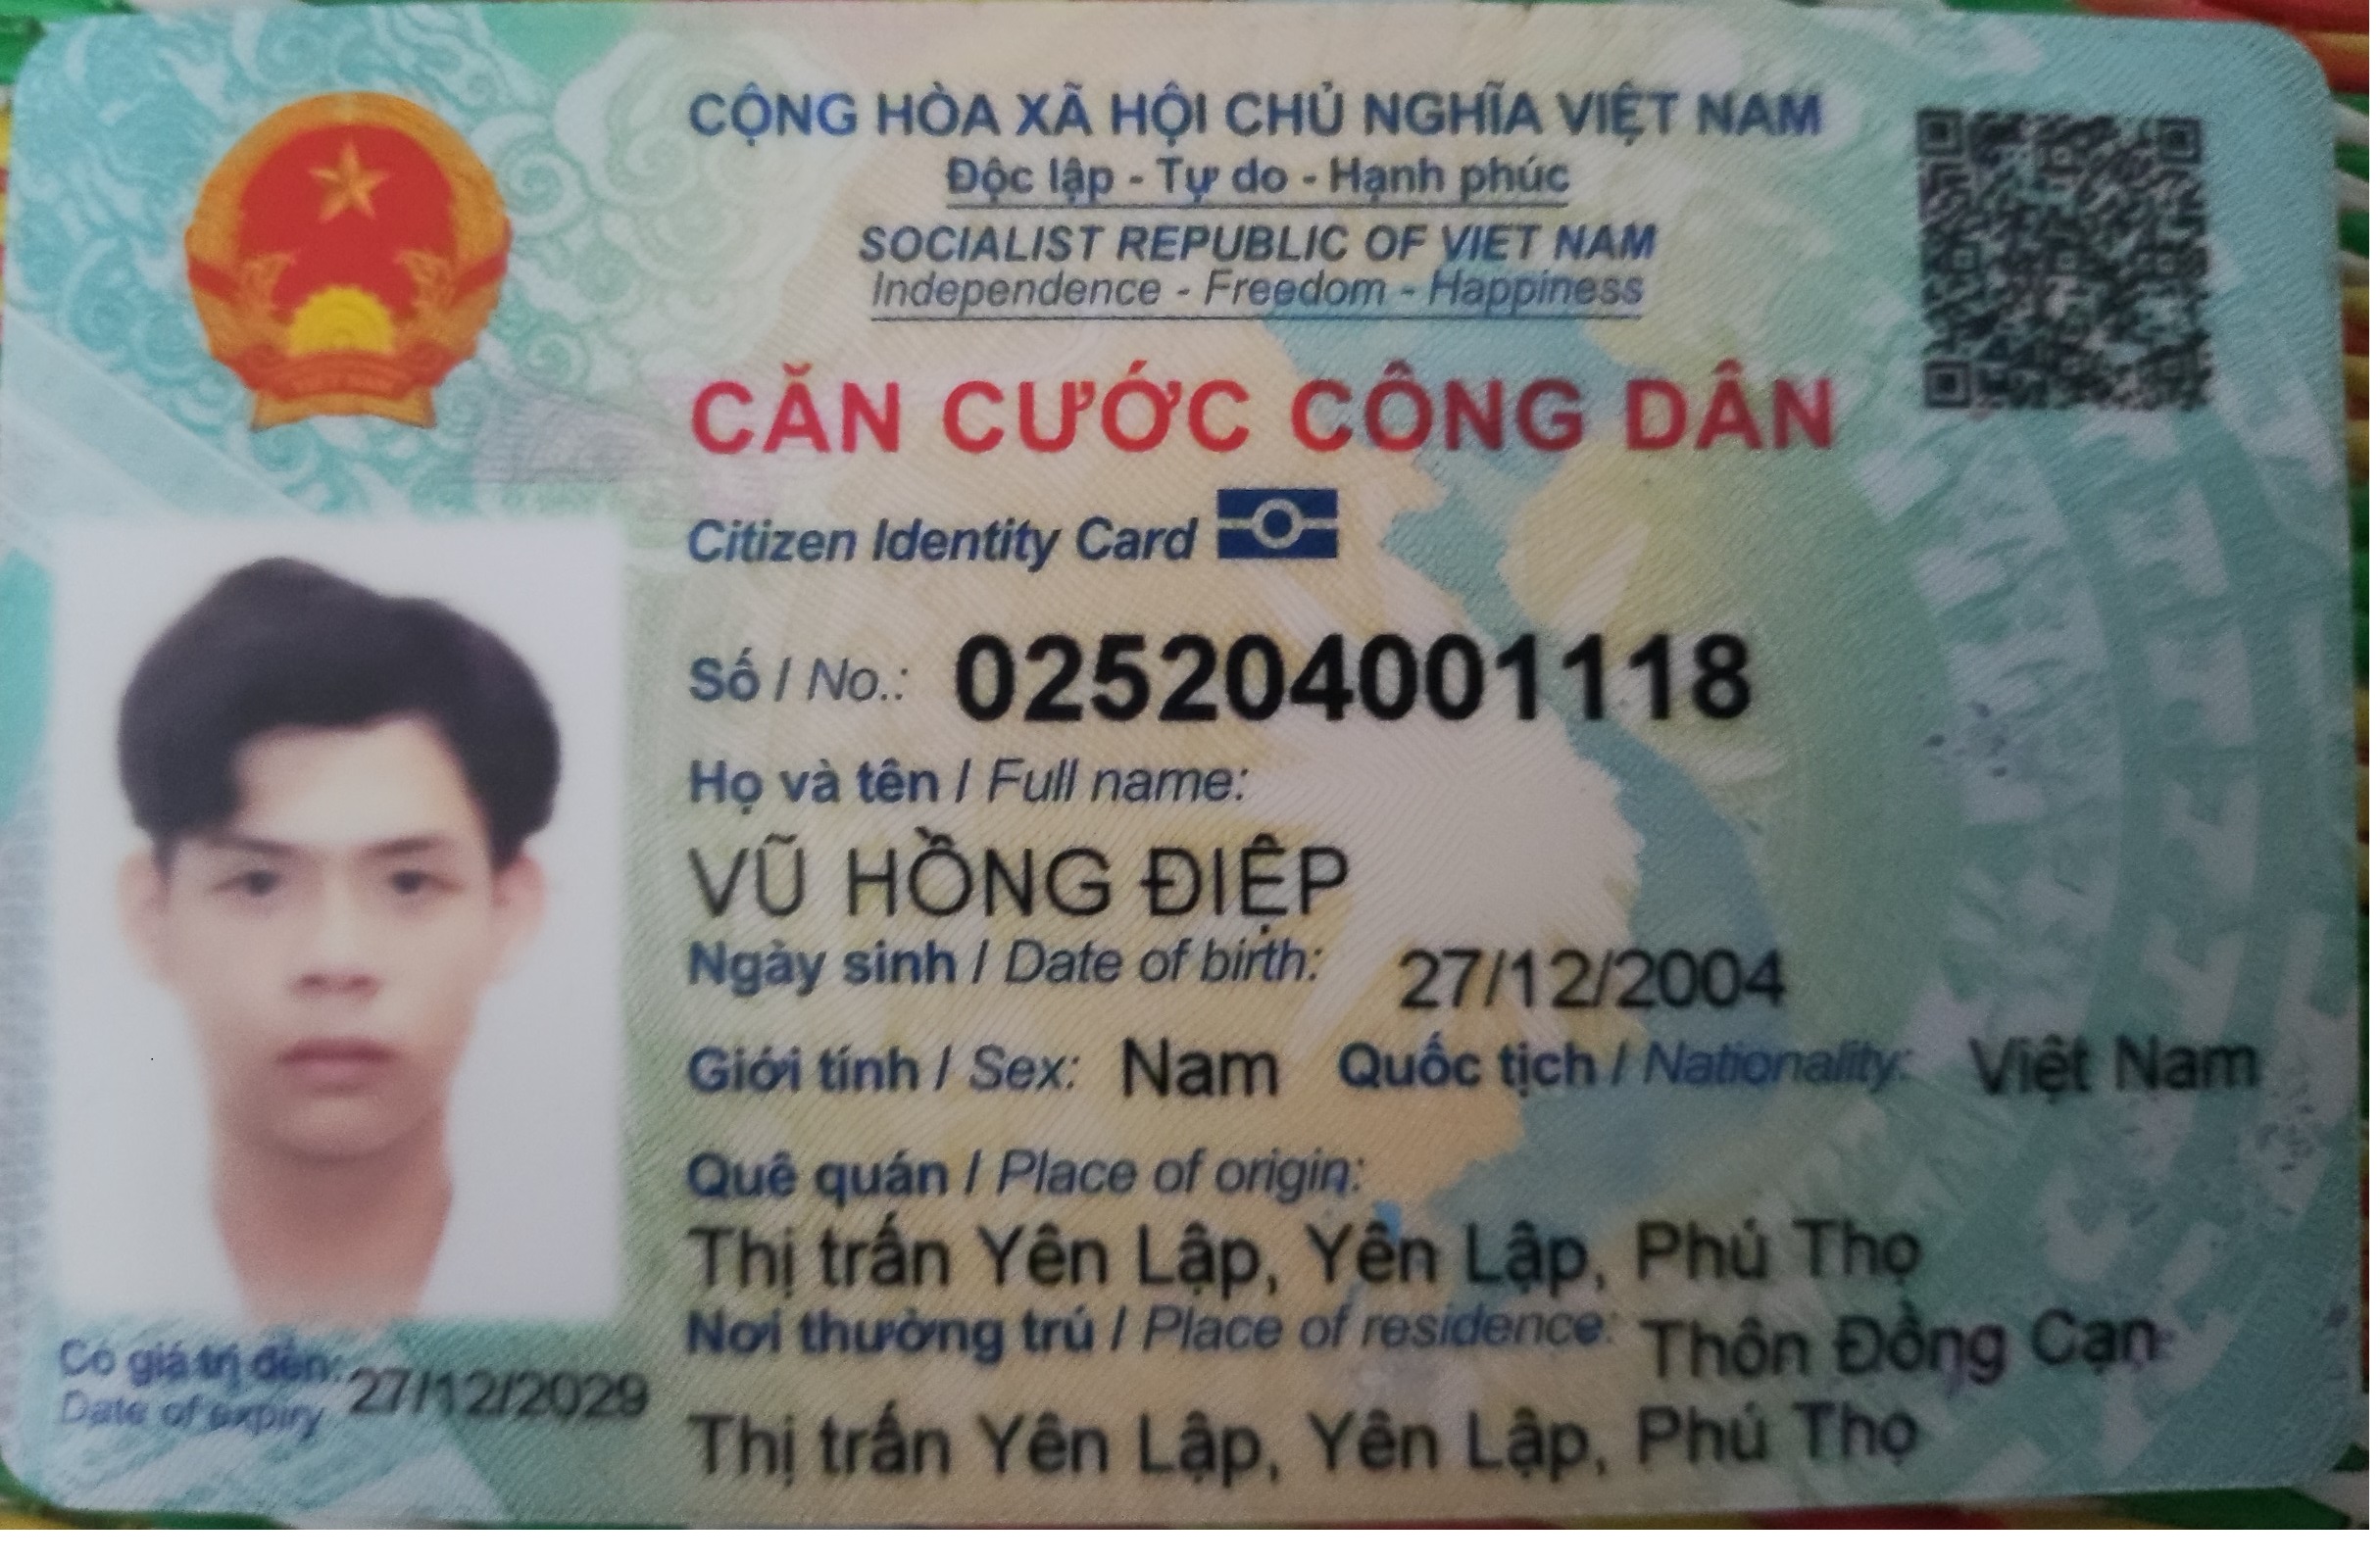 CỘNG HÒA XÃ HỘI CHỦ NGHĨA VIỆT NAM
Độc lập - Tự do - Hạnh phúc
SOCIALIST REPUBLIC OF VIET NAM
Independence - Freedom - Happiness
CĂN CƯỚC CÔNG DÂN
Citizen Identity Card
Số / No.: 025204001118
Họ và tên / Full name:
VŨ HỒNG ĐIỆP
Ngày sinh / Date of birth: 27/12/2004
Giới tính / Sex: Nam Quốc tịch / Nationality: Việt Nam
Quê quán / Place of origin:
Thị trấn Yên Lập, Yên Lập, Phú Thọ
Nơi thường trú / Place of residence: Thôn Đồng Cạn
Thị trấn Yên Lập, Yên Lập, Phú Thọ
Có giá trị đến: 27/12/2029
Date of expiry